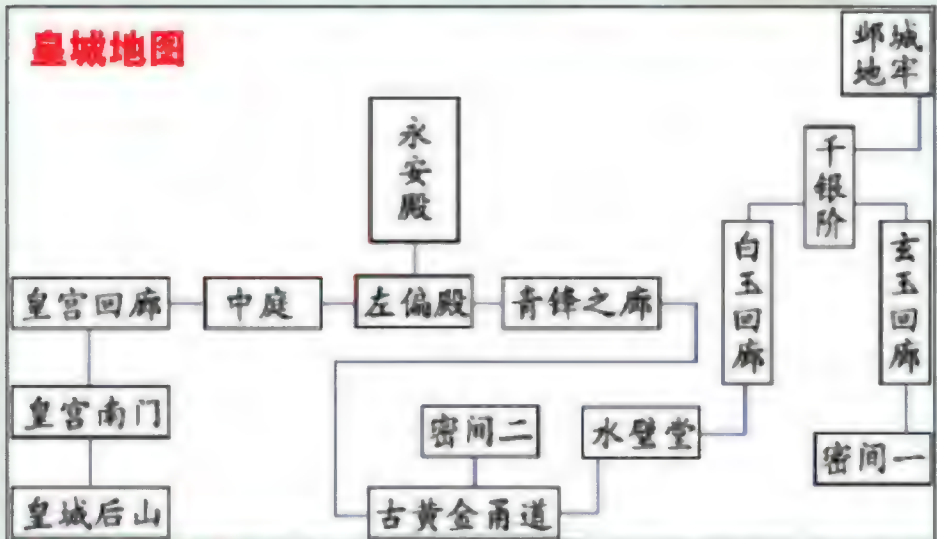 皇城地图
邺城
地牢
永安殿
千银阶
白玉回廊
玄玉回廊
皇宫回廊
中庭
左偏殿
青锋之廊
皇宫南门
密间二
水壁堂
密间一
皇城后山
古黄金甬道